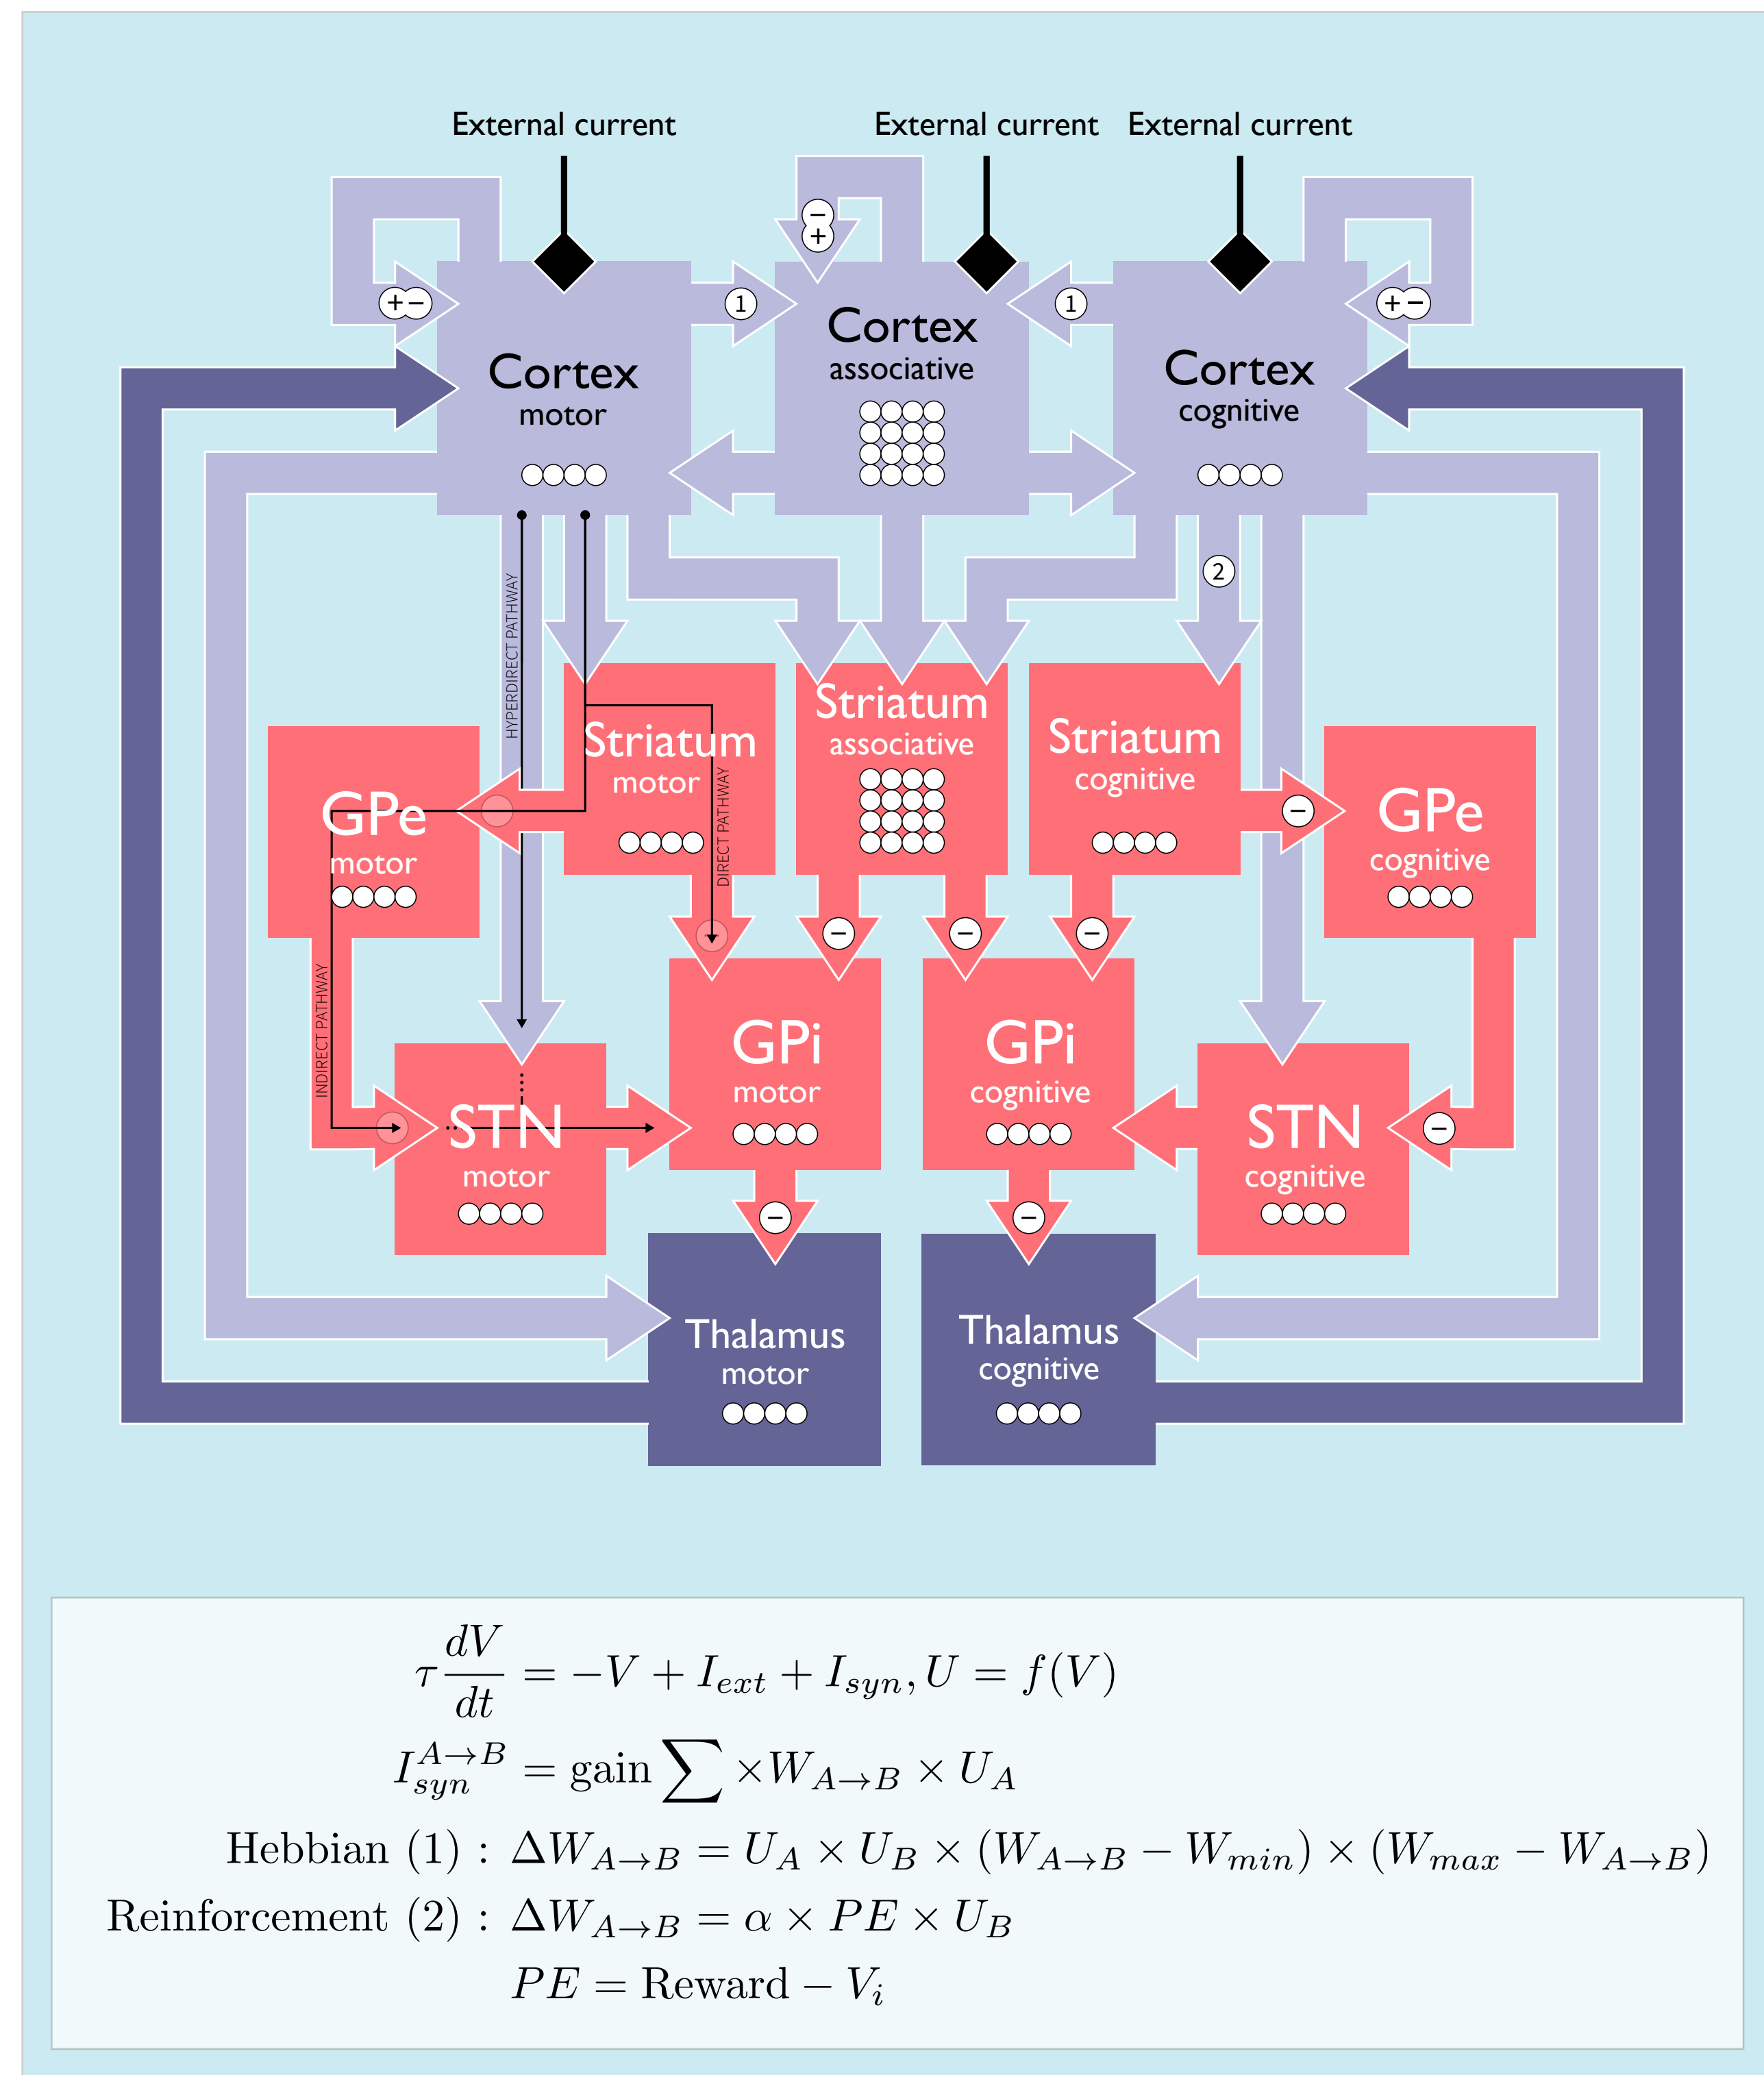 External current
External current
External current
−
+
+−
1
1
+−
Cortex
associative
Cortex
motor
Cortex
cognitive
2
HYPERDIRECT PATHWAY
Striatum
motor
Striatum
associative
Striatum
cognitive
GPe
motor
−
GPe
cognitive
DIRECT PATHWAY
−
−
−
−
INDIRECT PATHWAY
GPi
motor
GPi
cognitive
STN
motor
STN
cognitive
−
−
−
Thalamus
motor
Thalamus
cognitive
τ dV/dt = −V + I_ext + I_syn, U = f(V)
I_syn^{A→B} = gain ∑ ×W_{A→B} × U_A
Hebbian (1) : ΔW_{A→B} = U_A × U_B × (W_{A→B} − W_min) × (W_max − W_{A→B})
Reinforcement (2) : ΔW_{A→B} = α × PE × U_B
PE = Reward − V_i